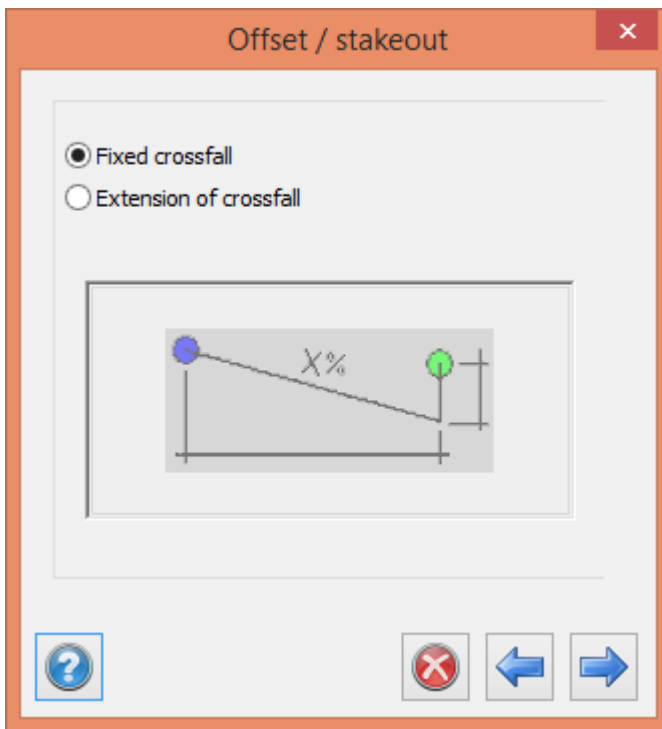 Offset / stakeout
Fixed crossfall
Extension of crossfall
X%